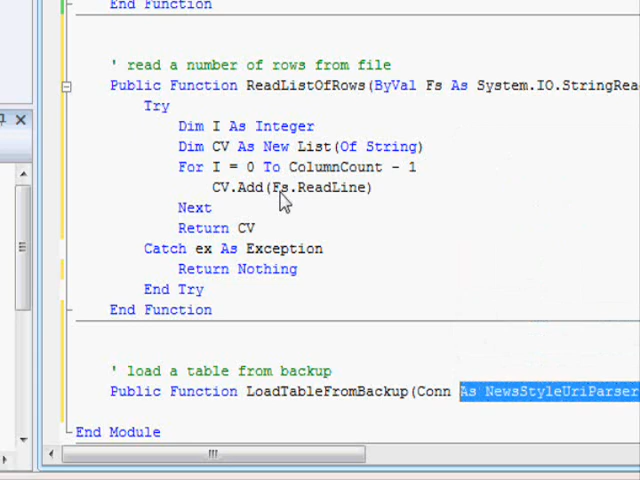 End Function
' read a number of rows from file
Public Function ReadListOfRows(ByVal Fs As System.IO.StringRea
Try
Dim I As Integer
Dim CV As New List(Of String)
For I = 0 To ColumnCount - 1
CV.Add(Fs.ReadLine)
Next
Return CV
Catch ex As Exception
Return Nothing
End Try
End Function
' load a table from backup
Public Function LoadTableFromBackup(Conn As NewsStyleUriParser
End Module